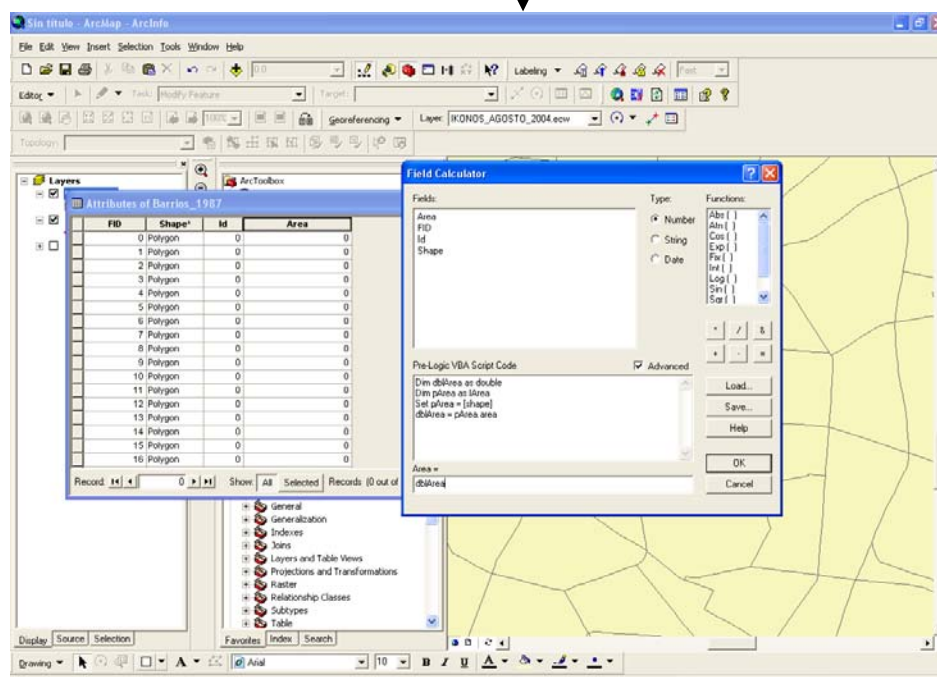 Sin título - ArcMap - ArcInfo
File Edit View Insert Selection Tools Window Help
0.0 Labeling Fast
Editor Task: Modify Feature Target:
100% Georeferencing Layer: IKONOS_AGOSTO_2004.ecw
Topology:
Layers
ArcToolbox
Attributes of Barrios_1987
FID Shape* Id Area
0 Polygon 0 0
1 Polygon 0 0
2 Polygon 0 0
3 Polygon 0 0
4 Polygon 0 0
5 Polygon 0 0
6 Polygon 0 0
7 Polygon 0 0
8 Polygon 0 0
9 Polygon 0 0
10 Polygon 0 0
11 Polygon 0 0
12 Polygon 0 0
13 Polygon 0 0
14 Polygon 0 0
15 Polygon 0 0
16 Polygon 0 0
Record: 0 Show: All Selected Records (0 out of
General
Generalization
Indexes
Joins
Layers and Table Views
Projections and Transformations
Raster
Relationship Classes
Subtypes
Table
Display Source Selection
Favorites Index Search
Field Calculator
Fields:
Area
FID
Id
Shape
Type:
Number
String
Date
Functions:
Abs ( )
Atn ( )
Cos ( )
Exp ( )
Fix ( )
Int ( )
Log ( )
Sin ( )
Sqr ( )
* / &
+ - =
Pre-Logic VBA Script Code
Advanced
Dim dblArea as double
Dim pArea as IArea
Set pArea = [shape]
dblArea = pArea.area
Load...
Save...
Help
Area =
dblArea
OK
Cancel
Drawing A Arial 10 B I U A